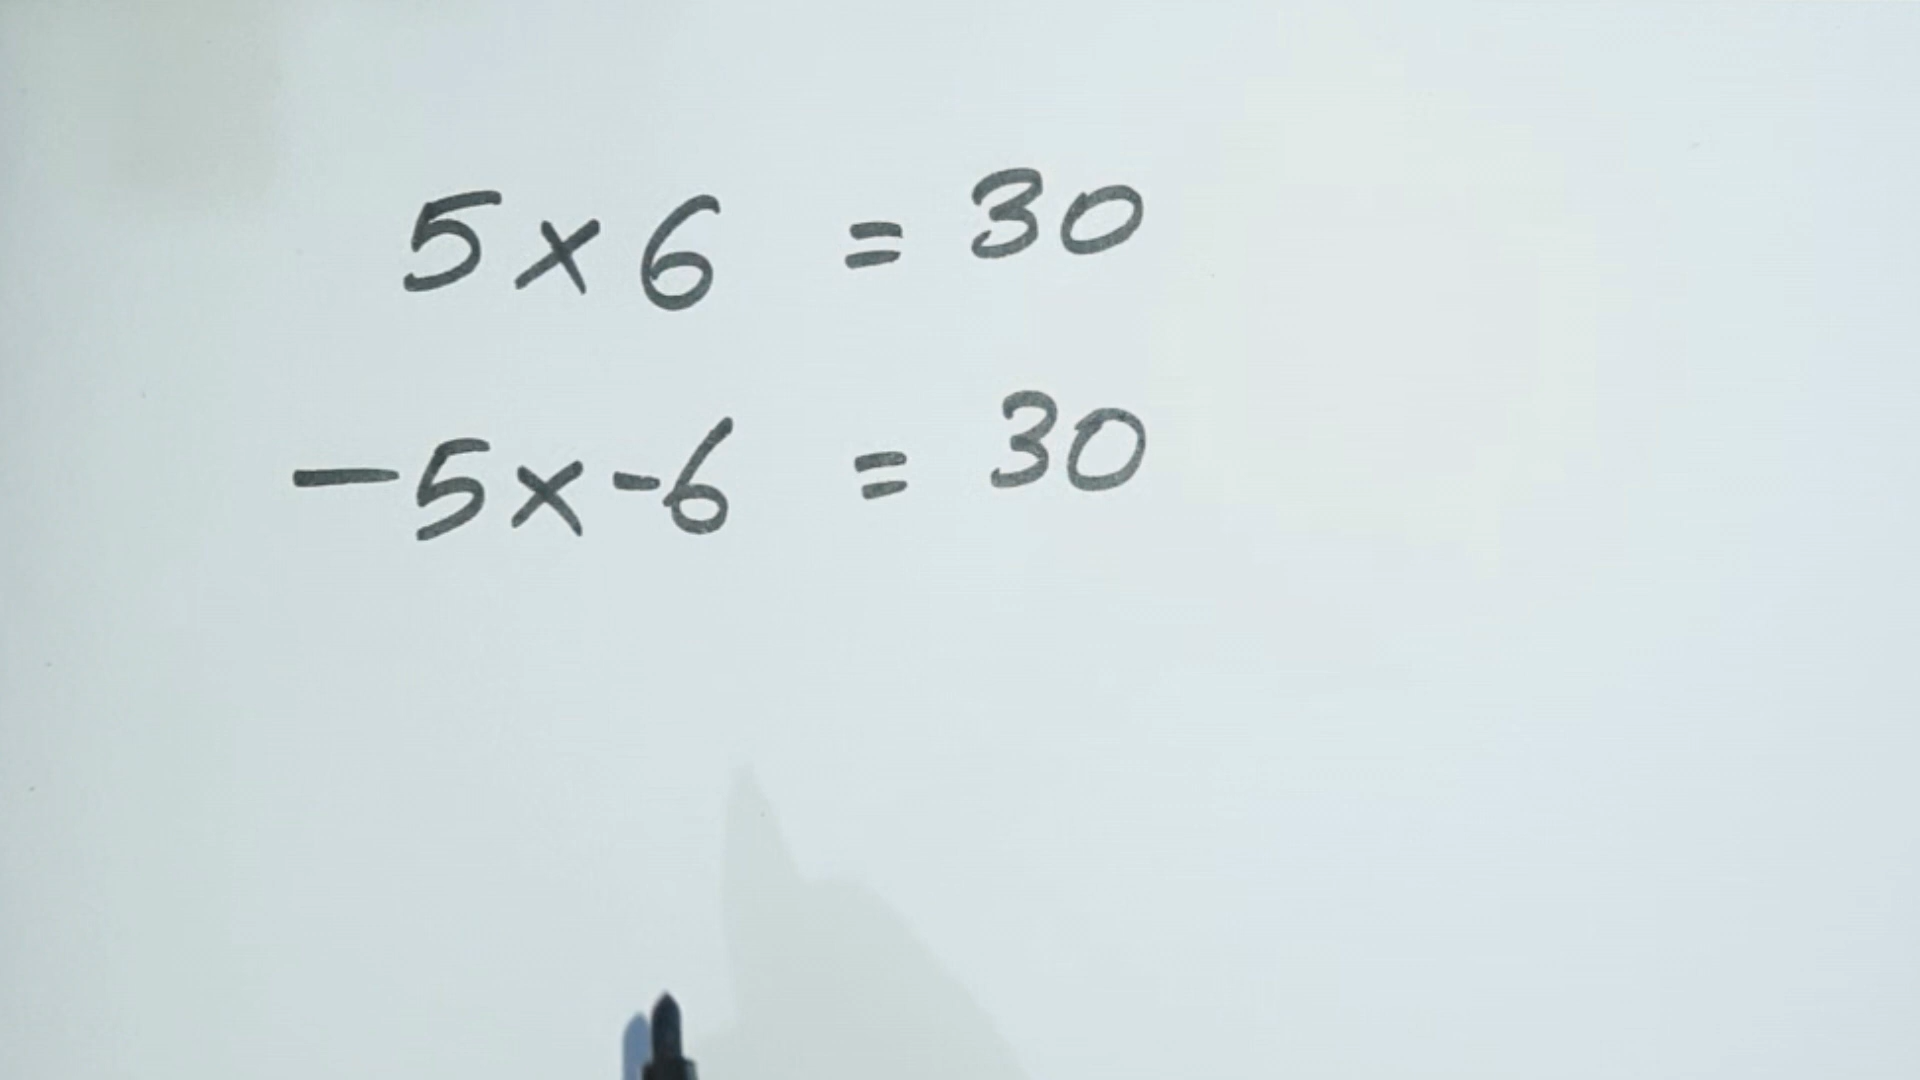 5 × 6 = 30
-5 × -6 = 30